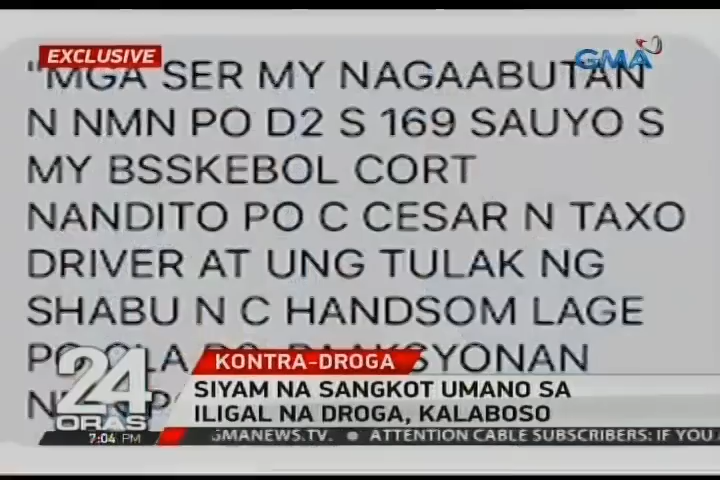 EXCLUSIVE
GMA
"MGA SER MY NAGAABUTAN
N NMN PO D2 S 169 SAUYO S
MY BSSKEBOL CORT
NANDITO PO C CESAR N TAXO
DRIVER AT UNG TULAK NG
SHABU N C HANDSOM LAGE
KONTRA-DROGA
SIYAM NA SANGKOT UMANO SA
ILIGAL NA DROGA, KALABOSO
24
ORAS
7:04 PM
GMANEWS.TV. ● ATTENTION CABLE SUBSCRIBERS: IF YOU